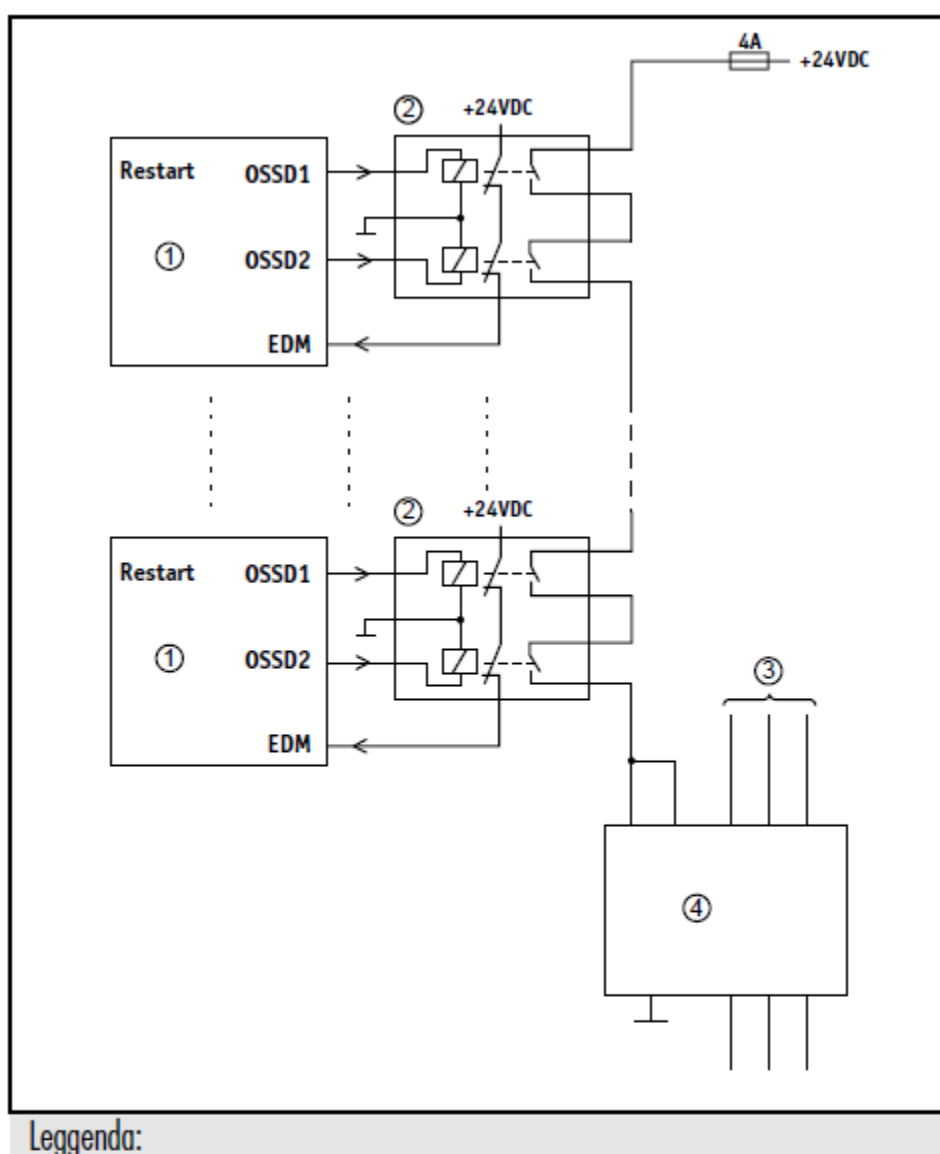 4A
+24VDC
② +24VDC
Restart OSSD1
①
OSSD2
EDM
② +24VDC
Restart OSSD1
①
OSSD2
EDM
③
④
Leggenda: